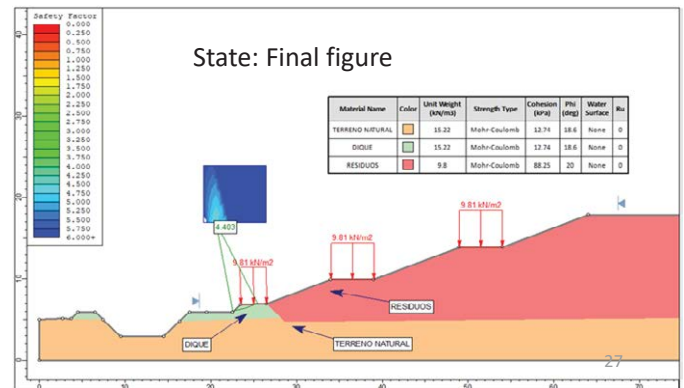 Safety Factor
0.000
0.250
0.500
0.750
1.000
1.250
1.500
1.750
2.000
2.250
2.500
2.750
3.000
3.250
3.500
3.750
4.000
4.250
4.500
4.750
5.000
5.250
5.500
5.750
6.000+
State: Final figure
Material Name Color Unit Weight (kN/m3) Strength Type Cohesion (kPa) Phi (deg) Water Surface Ru
TERRENO NATURAL 15.22 Mohr-Coulomb 12.74 18.6 None 0
DIQUE 15.22 Mohr-Coulomb 12.74 18.6 None 0
RESIDUOS 9.8 Mohr-Coulomb 88.25 20 None 0
4.403
9.81 kN/m2
9.81 kN/m2
9.81 kN/m2
RESIDUOS
DIQUE
TERRENO NATURAL
27
40
30
20
10
0
0 10 20 30 40 50 60 70